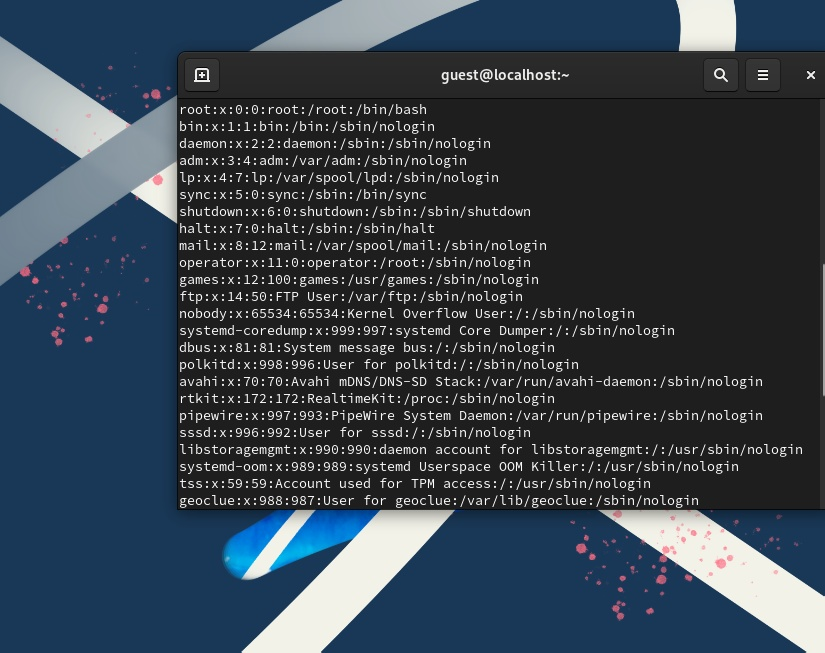 guest@localhost:~
root:x:0:0:root:/root:/bin/bash
bin:x:1:1:bin:/bin:/sbin/nologin
daemon:x:2:2:daemon:/sbin:/sbin/nologin
adm:x:3:4:adm:/var/adm:/sbin/nologin
lp:x:4:7:lp:/var/spool/lpd:/sbin/nologin
sync:x:5:0:sync:/sbin:/bin/sync
shutdown:x:6:0:shutdown:/sbin:/sbin/shutdown
halt:x:7:0:halt:/sbin:/sbin/halt
mail:x:8:12:mail:/var/spool/mail:/sbin/nologin
operator:x:11:0:operator:/root:/sbin/nologin
games:x:12:100:games:/usr/games:/sbin/nologin
ftp:x:14:50:FTP User:/var/ftp:/sbin/nologin
nobody:x:65534:65534:Kernel Overflow User:/:/sbin/nologin
systemd-coredump:x:999:997:systemd Core Dumper:/:/sbin/nologin
dbus:x:81:81:System message bus:/:/sbin/nologin
polkitd:x:998:996:User for polkitd:/:/sbin/nologin
avahi:x:70:70:Avahi mDNS/DNS-SD Stack:/var/run/avahi-daemon:/sbin/nologin
rtkit:x:172:172:RealtimeKit:/proc:/sbin/nologin
pipewire:x:997:993:PipeWire System Daemon:/var/run/pipewire:/sbin/nologin
sssd:x:996:992:User for sssd:/:/sbin/nologin
libstoragemgmt:x:990:990:daemon account for libstoragemgmt:/:/usr/sbin/nologin
systemd-oom:x:989:989:systemd Userspace OOM Killer:/:/usr/sbin/nologin
tss:x:59:59:Account used for TPM access:/:/usr/sbin/nologin
geoclue:x:988:987:User for geoclue:/var/lib/geoclue:/sbin/nologin